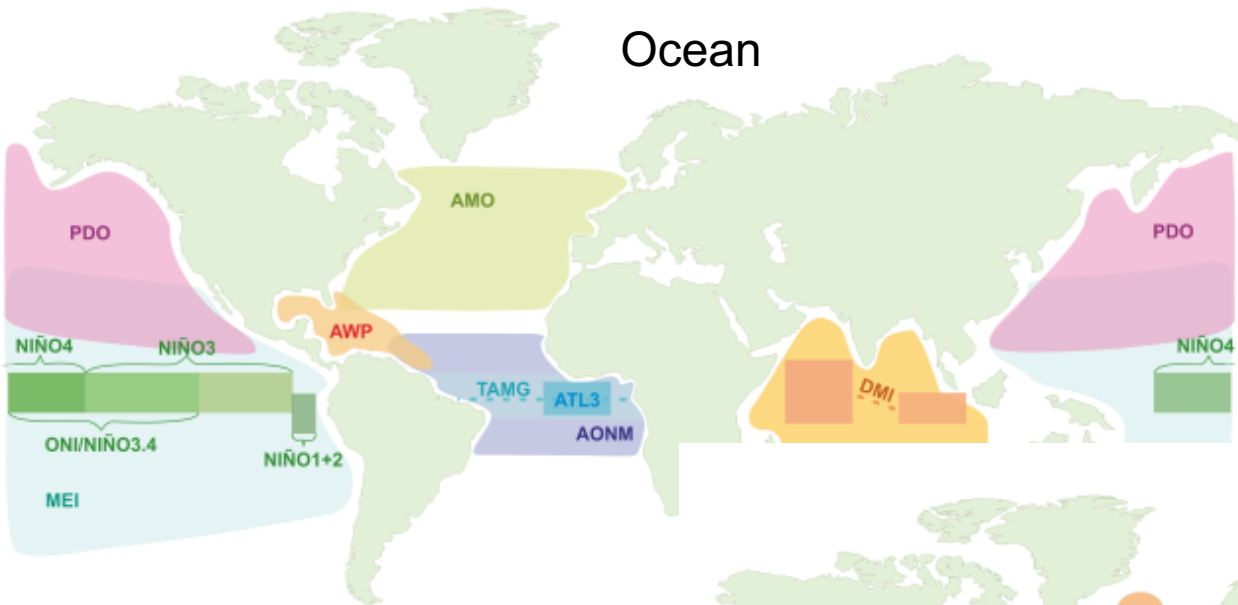 Ocean
AMO
PDO
PDO
AWP
NIÑO4
NIÑO3
NIÑO4
TAMG
ATL3
DMI
AONM
ONI/NIÑO3.4
NIÑO1+2
MEI